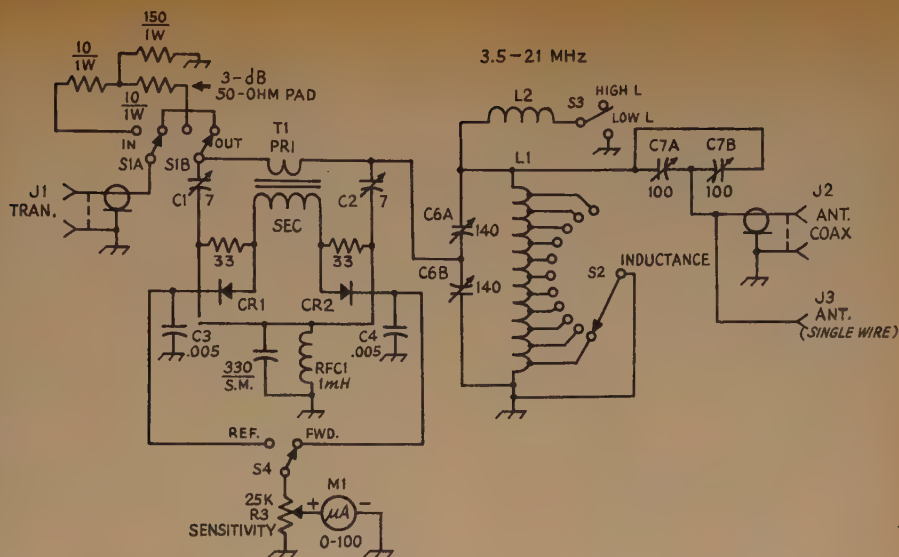 150
1W
10
1W
3-dB
50-OHM PAD
10
1W
IN
OUT
S1A
S1B
T1
PRI
SEC
J1
TRAN.
C1
7
C2
7
33
33
CR1
CR2
C3
.005
C4
.005
330
S.M.
RFC1
1mH
REF.
FWD.
S4
25K
R3
SENSITIVITY
M1
+
−
μA
0-100
3.5-21 MHz
L2
S3
HIGH L
LOW L
L1
C6A
140
C6B
140
S2
INDUCTANCE
C7A
100
C7B
100
J2
ANT.
COAX
J3
ANT.
(SINGLE WIRE)